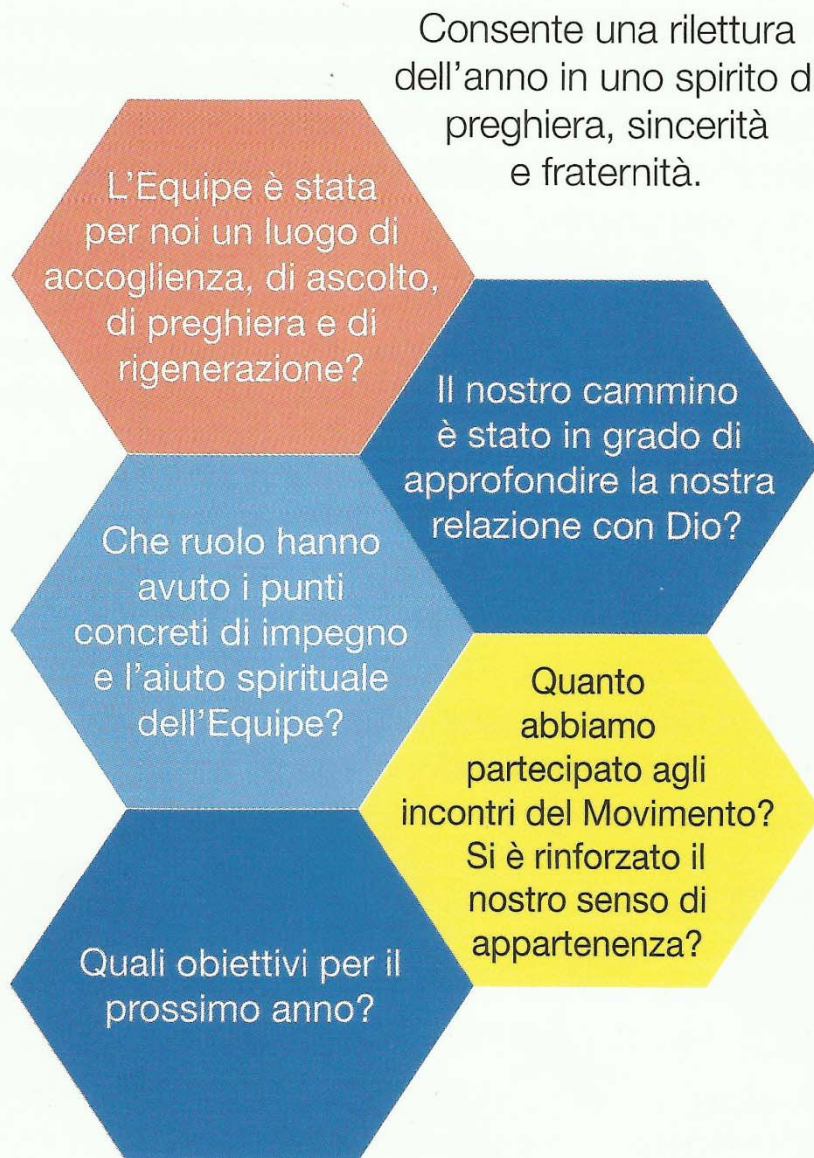 Consente una rilettura
dell'anno in uno spirito d
preghiera, sincerità
e fraternità.
L'Equipe è stata
per noi un luogo di
accoglienza, di ascolto,
di preghiera e di
rigenerazione?
Il nostro cammino
è stato in grado di
approfondire la nostra
relazione con Dio?
Che ruolo hanno
avuto i punti
concreti di impegno
e l'aiuto spirituale
dell'Equipe?
Quanto
abbiamo
partecipato agli
incontri del Movimento?
Si è rinforzato il
nostro senso di
appartenenza?
Quali obiettivi per il
prossimo anno?